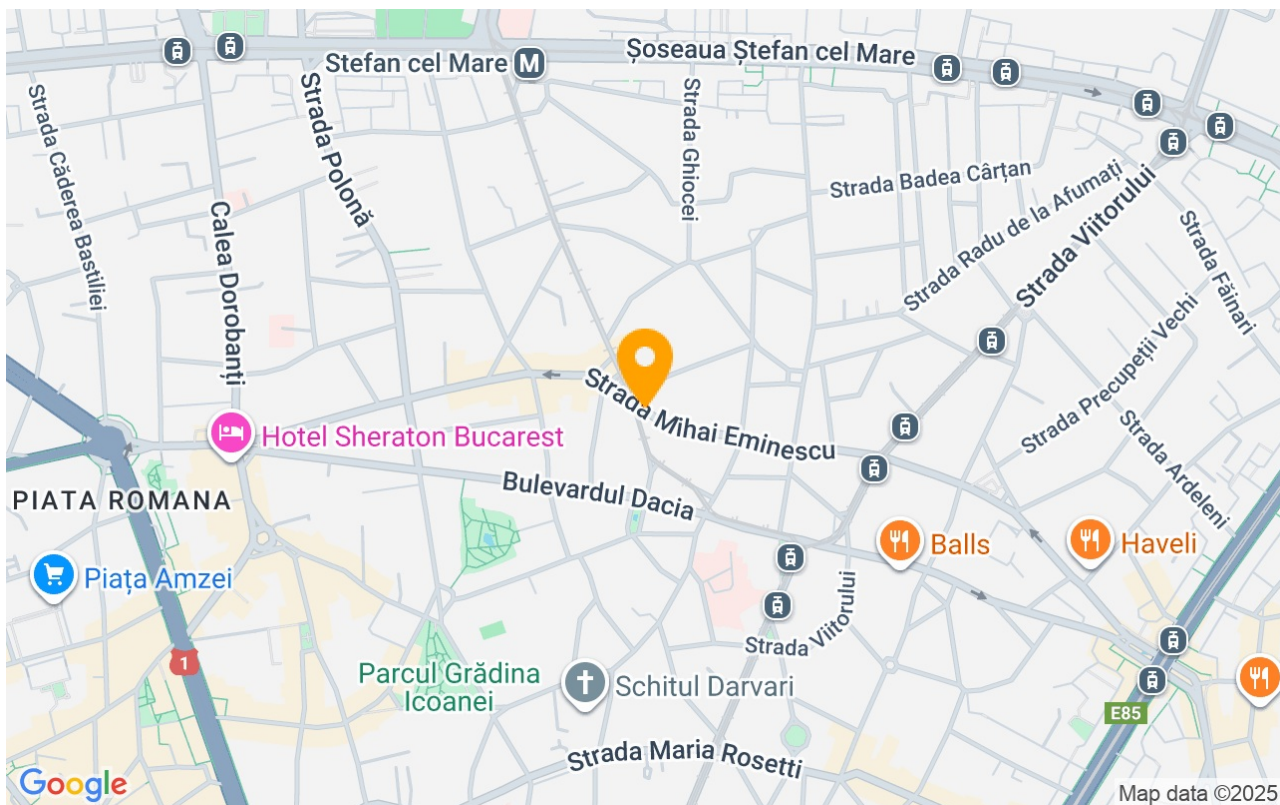 Șoseaua Ștefan cel Mare
Stefan cel Mare
M
Strada Căderea Bastiliei
Strada Polonă
Strada Ghiocei
Strada Badea Cârțan
Strada Radu de la Afumați
Strada Viitorului
Strada Făinari
Calea Dorobanți
Strada Precupeții Vechi
Strada Mihai Eminescu
Strada Ardeleni
Hotel Sheraton Bucarest
PIATA ROMANA
Bulevardul Dacia
Balls
Haveli
Piața Amzei
Strada Viitorului
1
Parcul Grădina
Icoanei
Schitul Darvari
E85
Strada Maria Rosetti
Google
Map data ©2025